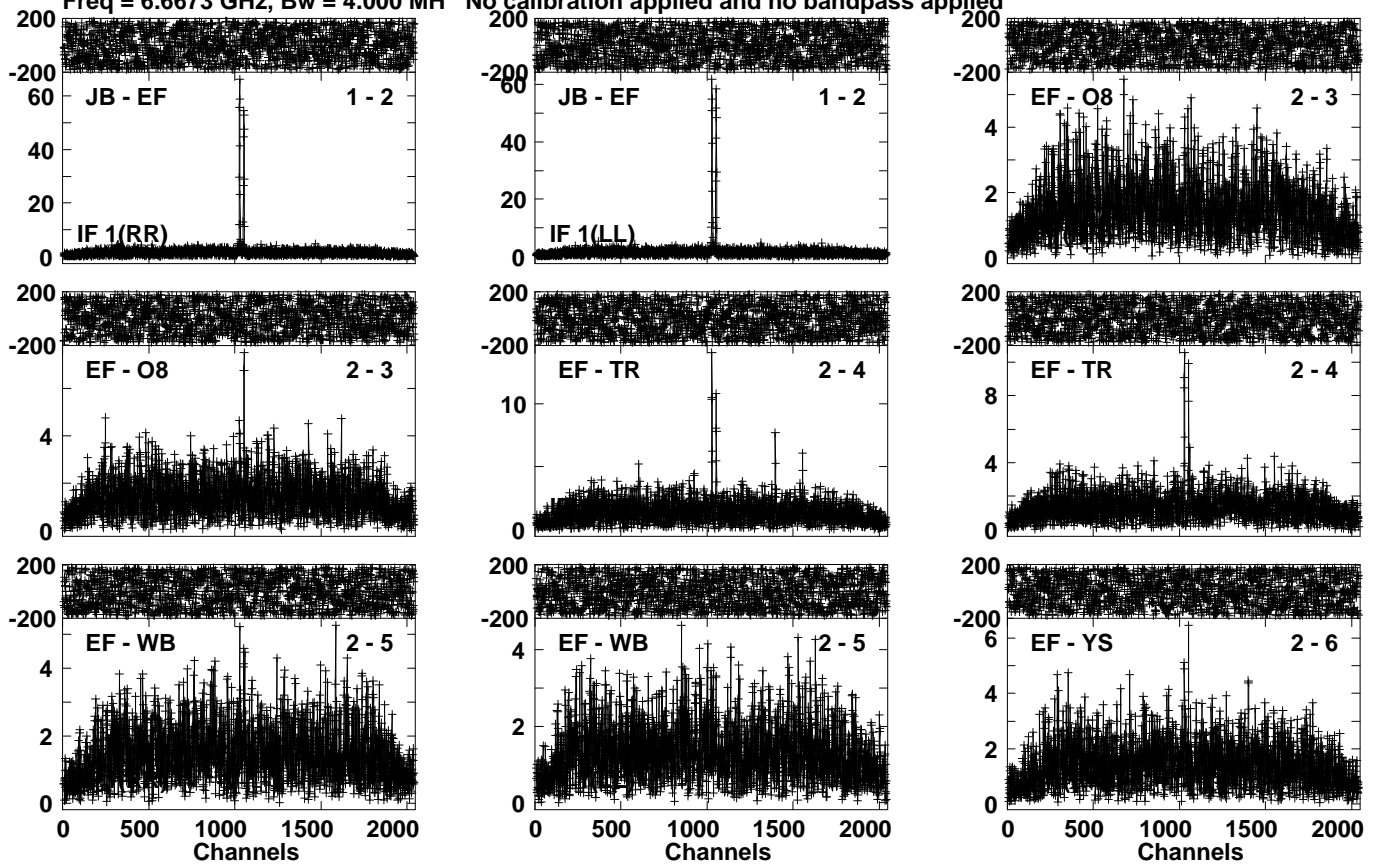 Freq = 6.6673 GHz, Bw = 4.000 MH No calibration applied and no bandpass applied
200 200 200
-200 -200 -200
JB - EF 1 - 2 JB - EF 1 - 2 EF - O8 2 - 3
60 60
40 40 4
20 20 2
IF 1(RR) IF 1(LL)
0 0 0
200 200 200
-200 -200 -200
EF - O8 2 - 3 EF - TR 2 - 4 EF - TR 2 - 4
4 10 8
4
0 0 0
200 200 200
-200 -200 -200
EF - WB 2 - 5 EF - WB 2 - 5 EF - YS 2 - 6
4 4 6
4
2 2 2
0 0 0
0 500 1000 1500 2000 0 500 1000 1500 2000 0 500 1000 1500 2000
Channels Channels Channels